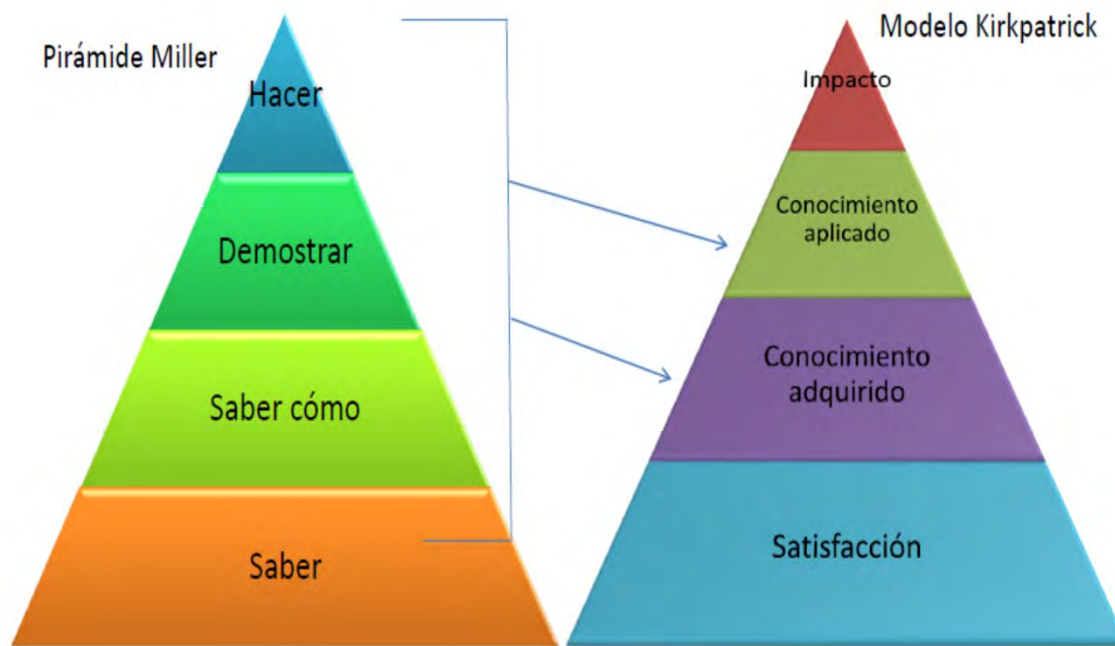 Pirámide Miller
Hacer
Demostrar
Saber cómo
Saber
Modelo Kirkpatrick
Impacto
Conocimiento
aplicado
Conocimiento
adquirido
Satisfacción